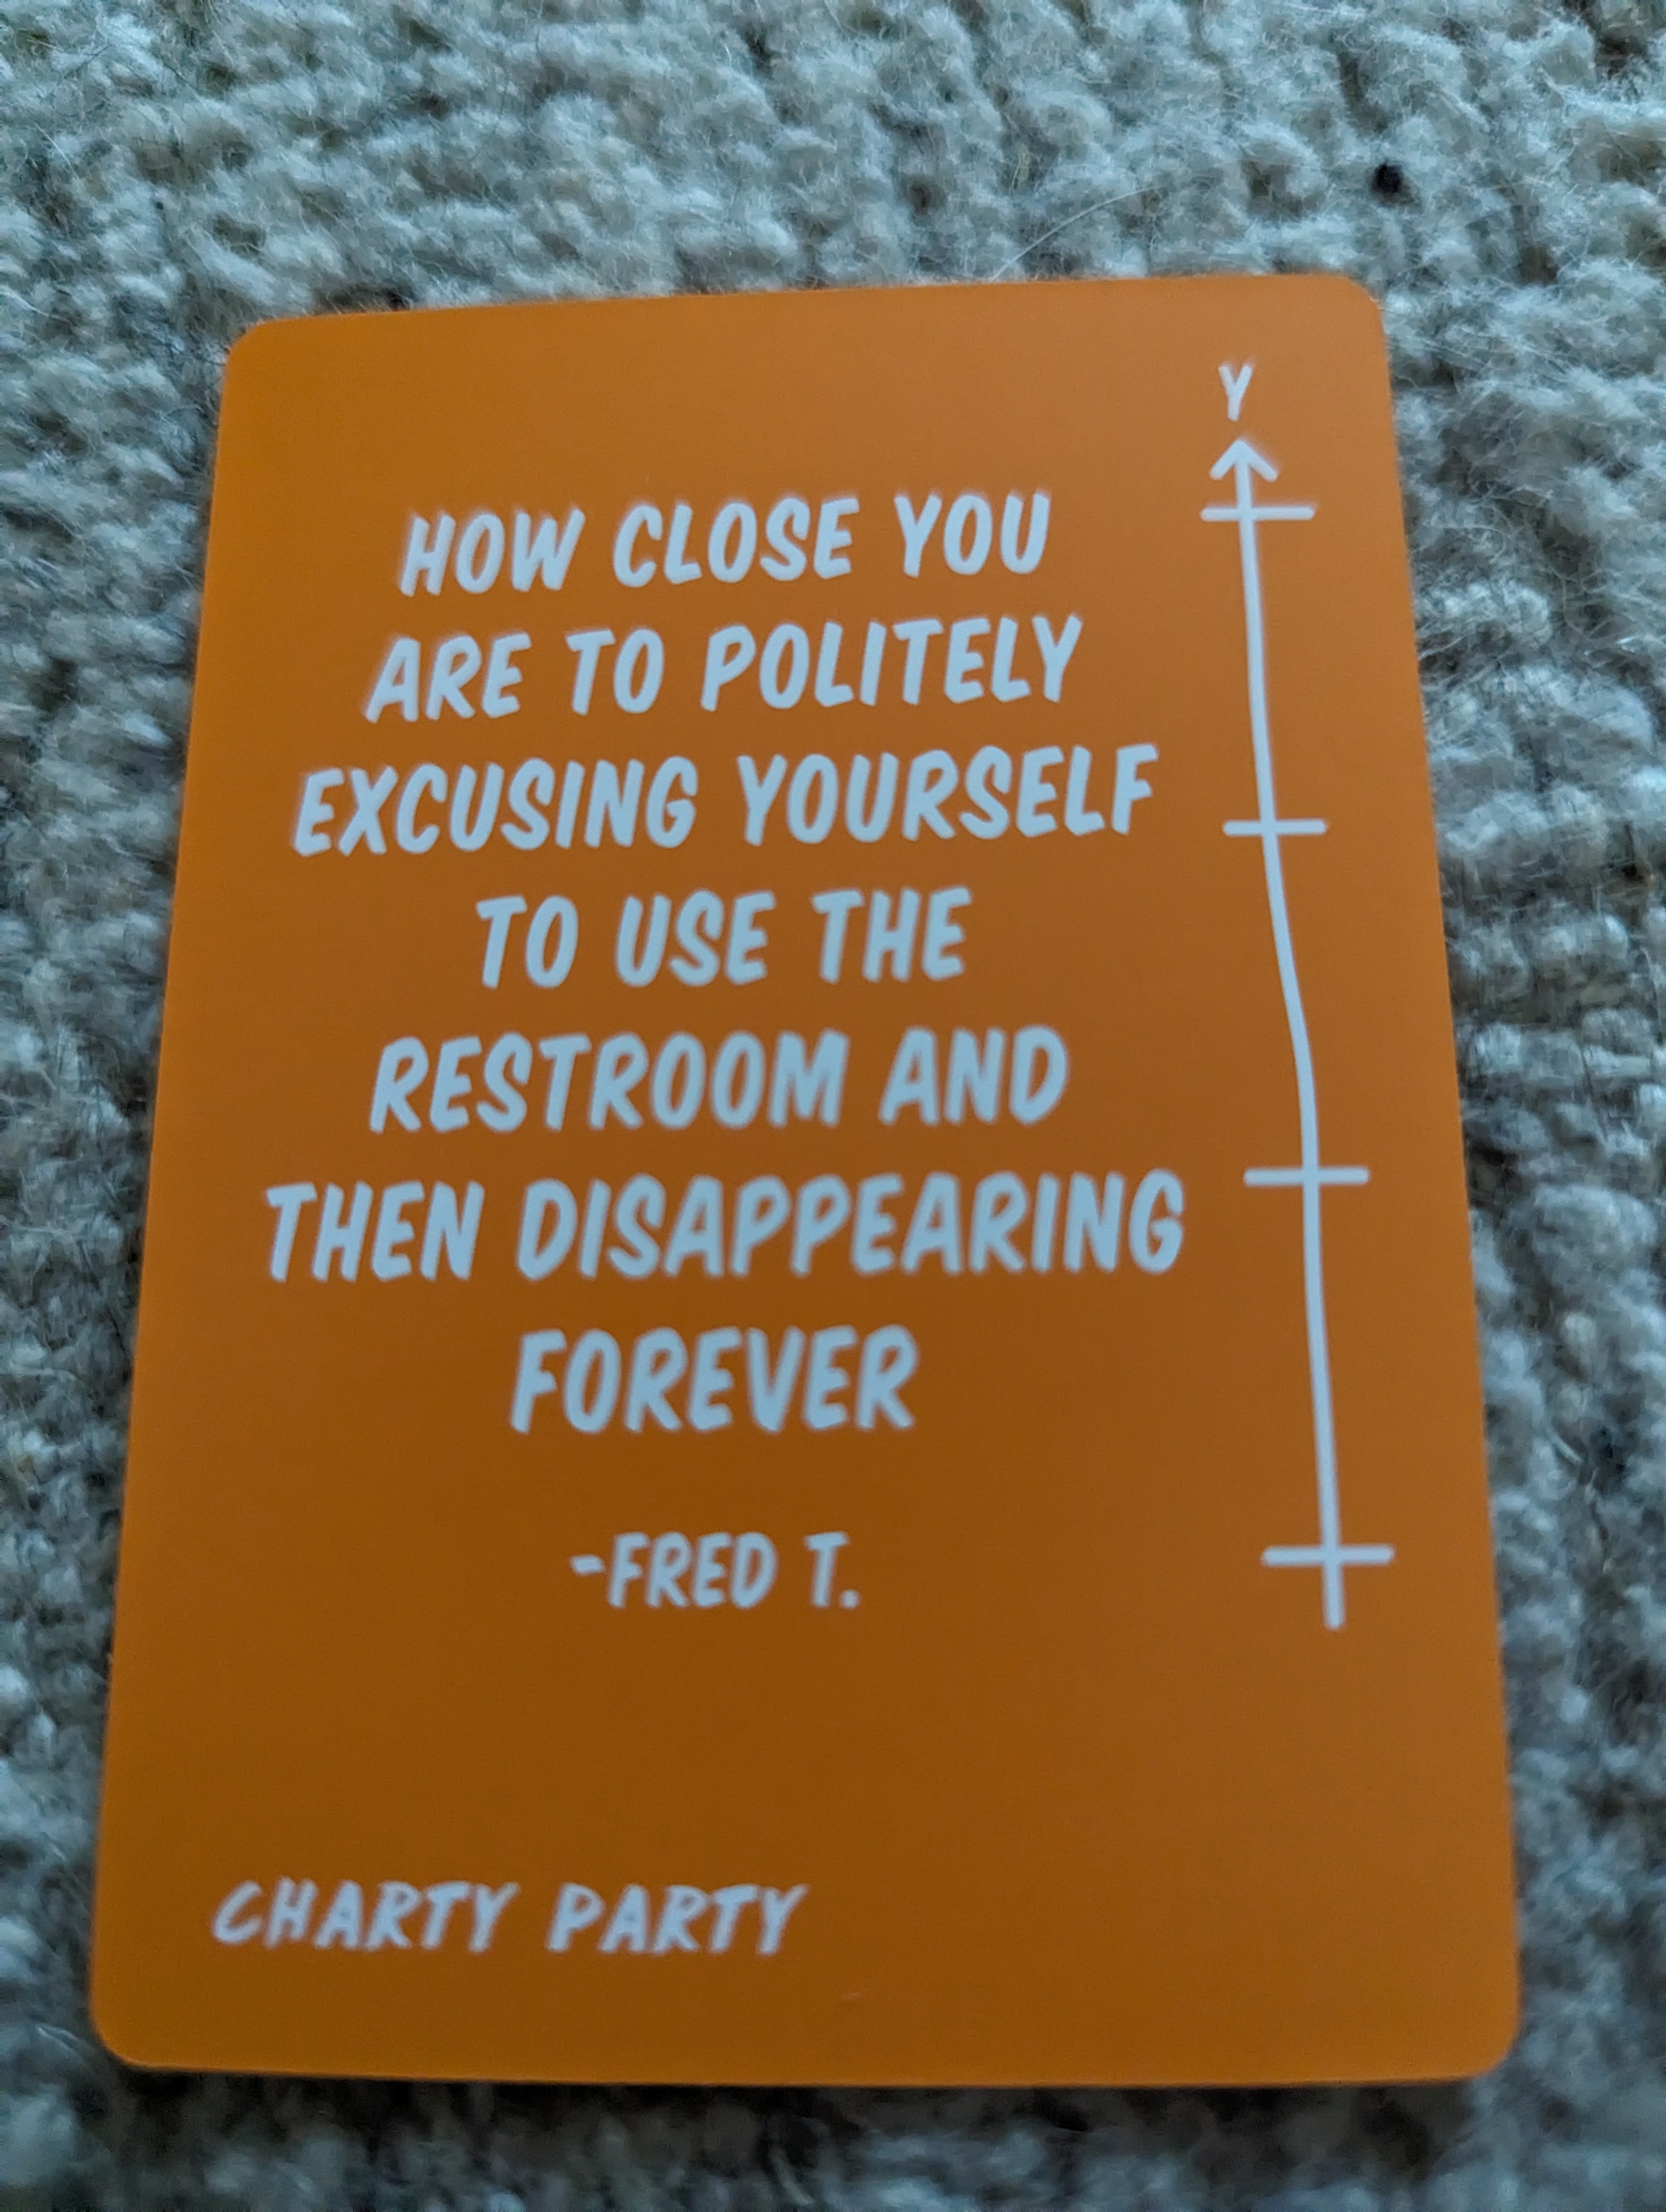 Y
HOW CLOSE YOU
ARE TO POLITELY
EXCUSING YOURSELF
TO USE THE
RESTROOM AND
THEN DISAPPEARING
FOREVER
-FRED T.
CHARTY PARTY